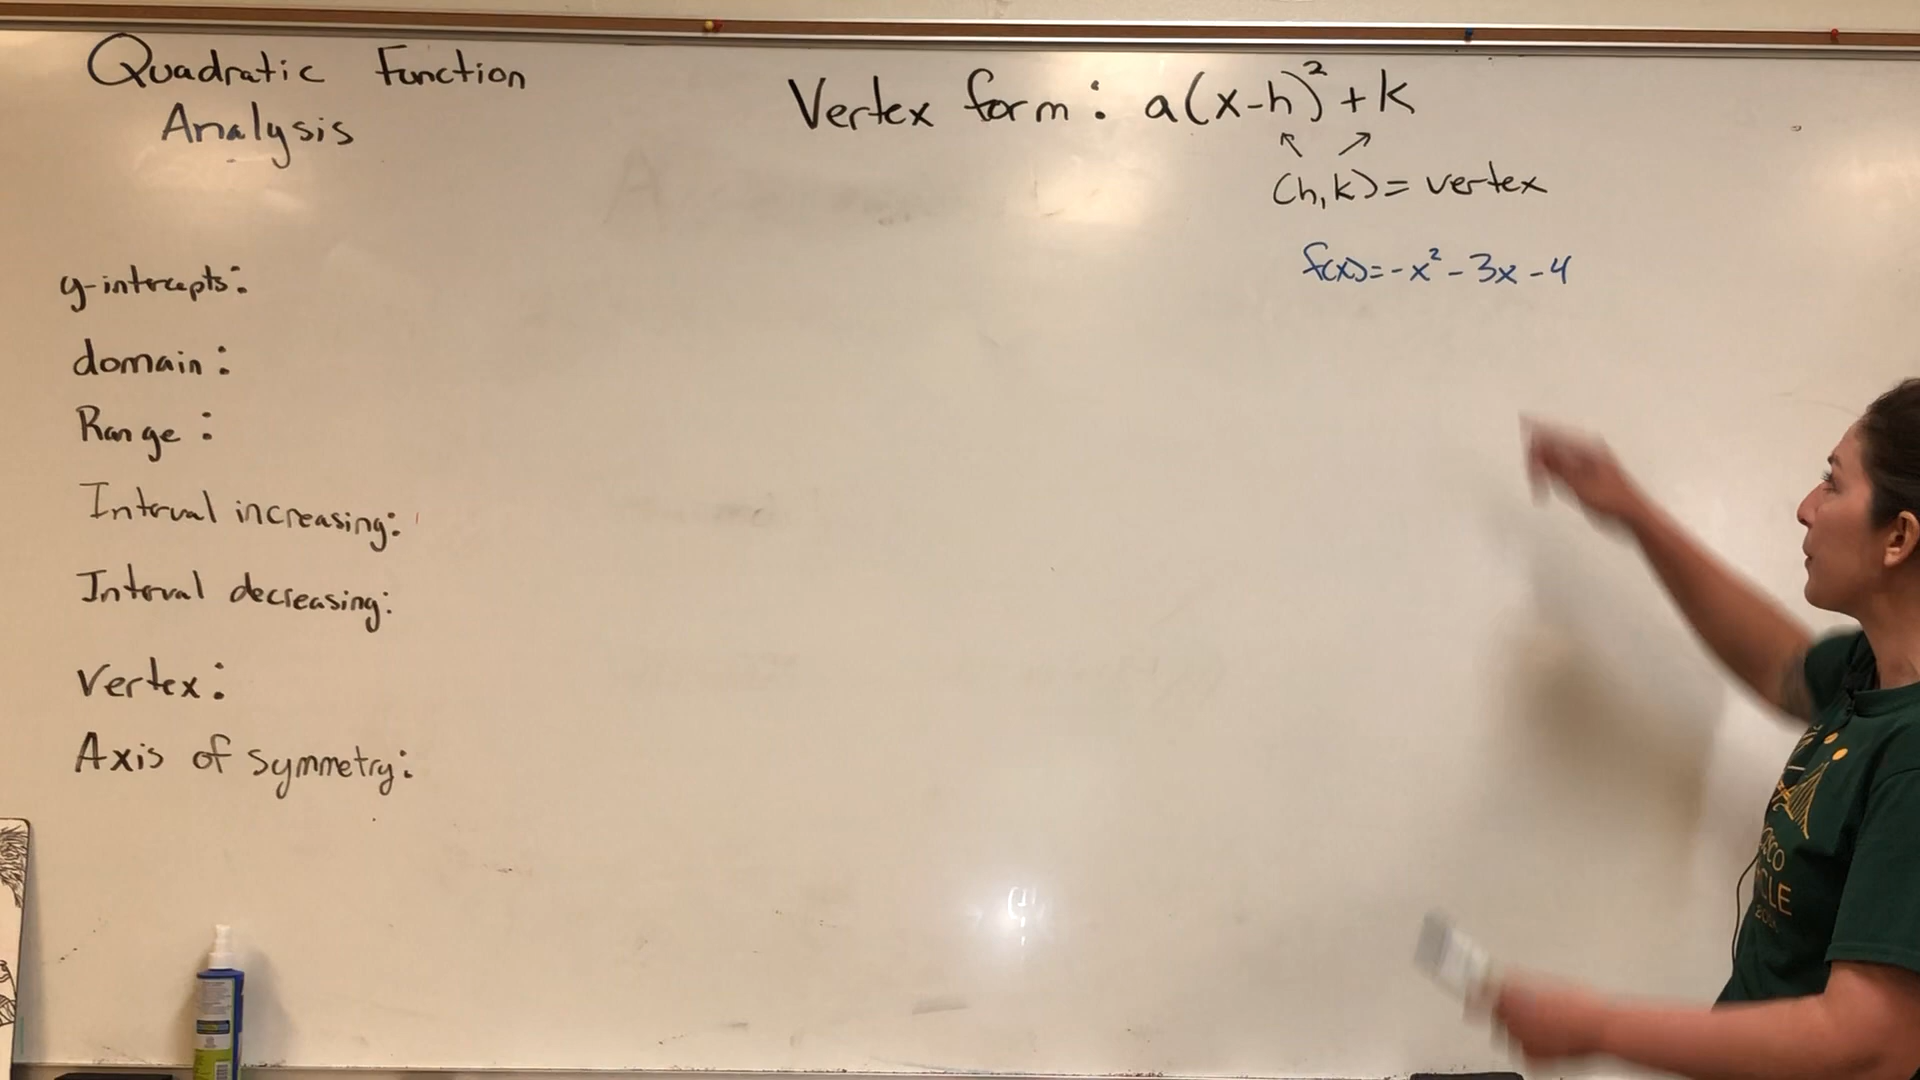 Quadratic Function
Analysis
Vertex form: a(x-h)² + k
(h, k) = vertex
f(x) = -x² - 3x - 4
y-intercepts:
domain:
Range:
Interval increasing:
Interval decreasing:
Vertex:
Axis of symmetry: